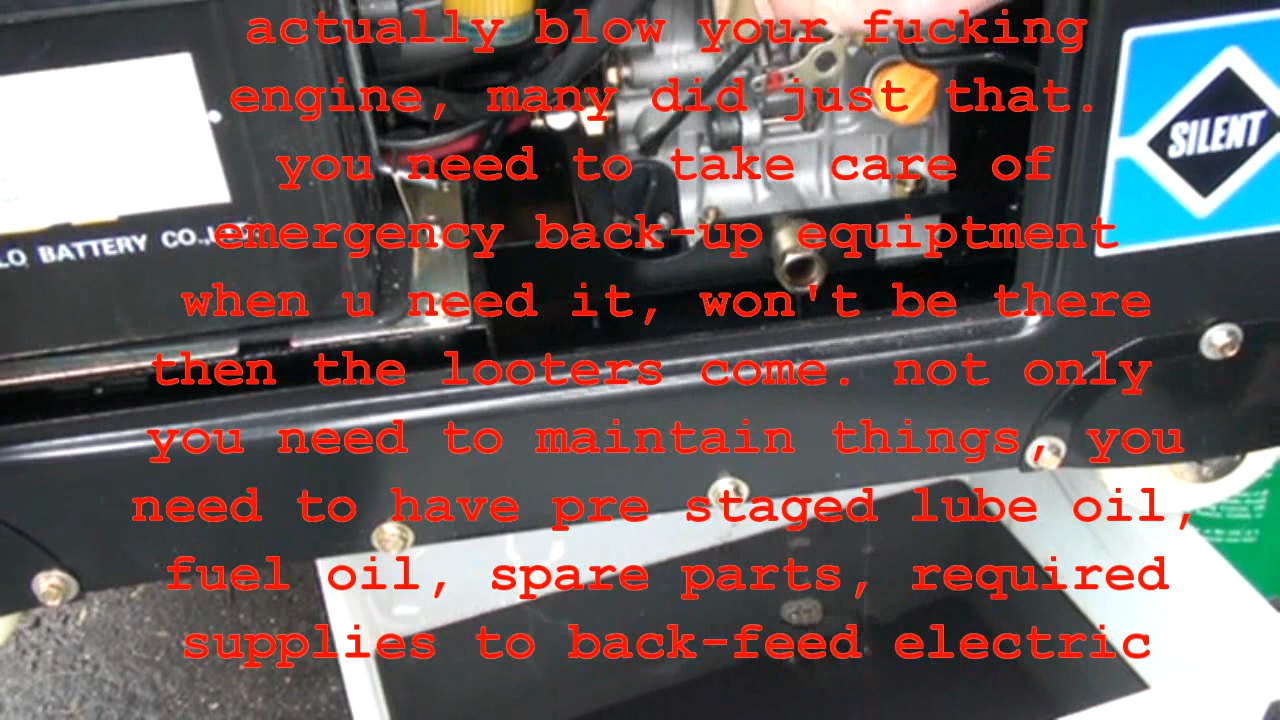 actually blow your fucking
engine, many did just that.
you need to take care of
emergency back-up equiptment
when u need it, won't be there
then the looters come. not only
you need to maintain things, you
need to have pre staged lube oil,
fuel oil, spare parts, required
supplies to back-feed electric
SILENT
LO BATTERY CO.,